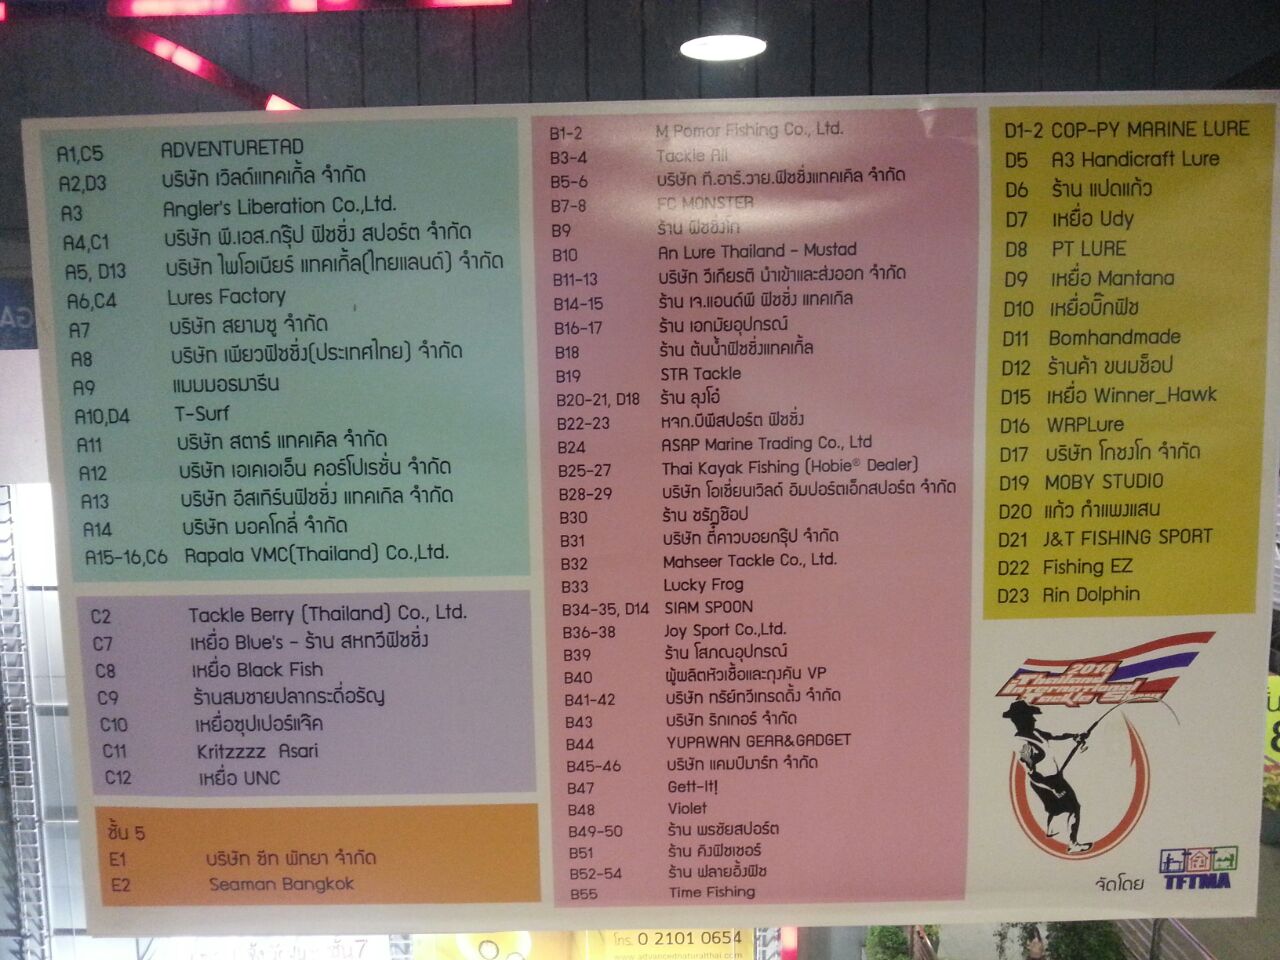 A1,C5 ADVENTURETAD
A2,D3 บริษัท เวิลด์แทคเกิ้ล จำกัด
A3 Angler's Liberation Co.,Ltd.
A4,C1 บริษัท พี.เอส.กรุ๊ป ฟิชชิ่ง สปอร์ต จำกัด
A5, D13 บริษัท ไพโอเนียร์ แทคเกิ้ล(ไทยแลนด์) จำกัด
A6,C4 Lures Factory
A7 บริษัท สยามซู จำกัด
A8 บริษัท เพียวฟิชชิ่ง(ประเทศไทย) จำกัด
A9 แมมมอรมารีน
A10,D4 T-Surf
A11 บริษัท สตาร์ แทคเคิล จำกัด
A12 บริษัท เอเคเอเอ็น คอร์โปเรชั่น จำกัด
A13 บริษัท อีสเทิร์นฟิชชิ่ง แทคเกิล จำกัด
A14 บริษัท มอคโกลี่ จำกัด
A15-16,C6 Rapala VMC(Thailand) Co.,Ltd.
C2 Tackle Berry (Thailand) Co., Ltd.
C7 เหยื่อ Blue's - ร้าน สหทวีฟิชชิ่ง
C8 เหยื่อ Black Fish
C9 ร้านสมชายปลากระดี่อรัญ
C10 เหยื่อซุปเปอร์แจ๊ค
C11 Kritzzzz Asari
C12 เหยื่อ UNC
ชั้น 5
E1 บริษัท ซีท พัทยา จำกัด
E2 Seaman Bangkok
B1-2 M Pomor Fishing Co., Ltd.
B3-4 Tackle All
B5-6 บริษัท ที.อาร์.วาย.ฟิชชิ่งแทคเคิล จำกัด
B7-8 FC MONSTER
B9 ร้าน ฟิชชิ่งโก
B10 An Lure Thailand - Mustad
B11-13 บริษัท วีเกียรติ นำเข้าและส่งออก จำกัด
B14-15 ร้าน เจ.แอนด์พี ฟิชชิ่ง แทคเกิล
B16-17 ร้าน เอกมัยอุปกรณ์
B18 ร้าน ต้นน้ำฟิชชิ่งแทคเกิ้ล
B19 STR Tackle
B20-21, D18 ร้าน ลุงโอ๋
B22-23 หจก.บีพีสปอร์ต ฟิชชิ่ง
B24 ASAP Marine Trading Co., Ltd
B25-27 Thai Kayak Fishing (Hobie® Dealer)
B28-29 บริษัท โอเชี่ยนเวิลด์ อิมปอร์ตเอ็กสปอร์ต จำกัด
B30 ร้าน ชรัฎช๊อป
B31 บริษัท ตี๋คาวบอยกรุ๊ป จำกัด
B32 Mahseer Tackle Co., Ltd.
B33 Lucky Frog
B34-35, D14 SIAM SPOON
B36-38 Joy Sport Co.,Ltd.
B39 ร้าน โสภณอุปกรณ์
B40 ผู้ผลิตหัวเชื้อและถุงคัน VP
B41-42 บริษัท ทรัย์ทวีเทรดดิ้ง จำกัด
B43 บริษัท ริกเกอร์ จำกัด
B44 YUPAWAN GEAR&GADGET
B45-46 บริษัท แคมป์มาร์ท จำกัด
B47 Gett-It!
B48 Violet
B49-50 ร้าน พรชัยสปอร์ต
B51 ร้าน คิงฟิชเชอร์
B52-54 ร้าน ฟลายอิ้งฟิช
B55 Time Fishing
D1-2 COP-PY MARINE LURE
D5 A3 Handicraft Lure
D6 ร้าน แปดแก้ว
D7 เหยื่อ Udy
D8 PT LURE
D9 เหยื่อ Mantana
D10 เหยื่อบิ๊กฟิช
D11 Bomhandmade
D12 ร้านค้า ขนมช็อป
D15 เหยื่อ Winner_Hawk
D16 WRPLure
D17 บริษัท โกชงโก จำกัด
D19 MOBY STUDIO
D20 แก้ว กำแพงแสน
D21 J&T FISHING SPORT
D22 Fishing EZ
D23 Rin Dolphin
2014
Thailand
International
Tackle Show
จัดโดย TFTMA
ชั้น 7
โทร. 0 2101 0654
www.advancednaturalthai.com